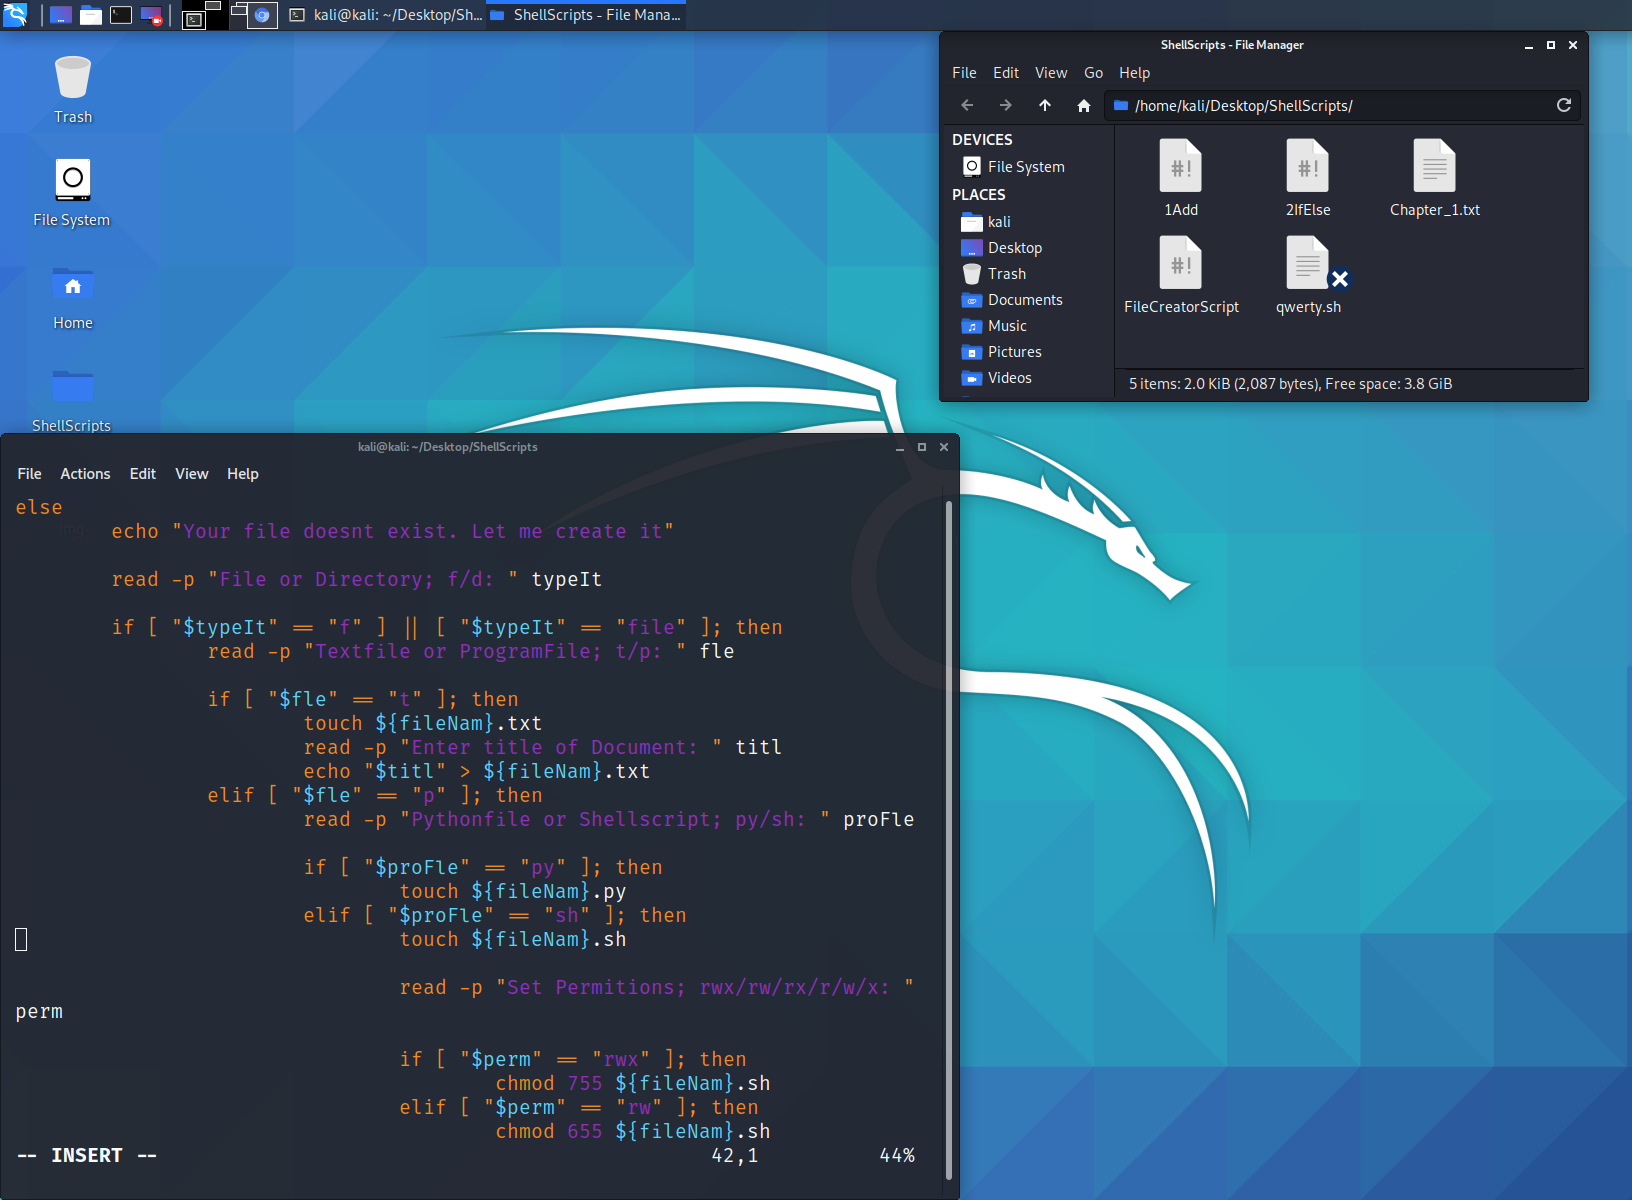 kali@kali: ~/Desktop/Sh...
ShellScripts - File Mana...
Trash
File System
Home
ShellScripts
ShellScripts - File Manager
File Edit View Go Help
/home/kali/Desktop/ShellScripts/
DEVICES
File System
PLACES
kali
Desktop
Trash
Documents
Music
Pictures
Videos
#! #!
1Add 2IfElse Chapter_1.txt
#!
FileCreatorScript qwerty.sh
5 items: 2.0 KiB (2,087 bytes), Free space: 3.8 GiB
kali@kali: ~/Desktop/ShellScripts
File Actions Edit View Help
else
echo "Your file doesnt exist. Let me create it"
read -p "File or Directory; f/d: " typeIt
if [ "$typeIt" == "f" ] || [ "$typeIt" == "file" ]; then
read -p "Textfile or ProgramFile; t/p: " fle
if [ "$fle" == "t" ]; then
touch ${fileNam}.txt
read -p "Enter title of Document: " titl
echo "$titl" > ${fileNam}.txt
elif [ "$fle" == "p" ]; then
read -p "Pythonfile or Shellscript; py/sh: " proFle
if [ "$proFle" == "py" ]; then
touch ${fileNam}.py
elif [ "$proFle" == "sh" ]; then
touch ${fileNam}.sh
read -p "Set Permitions; rwx/rw/rx/r/w/x: "
perm
if [ "$perm" == "rwx" ]; then
chmod 755 ${fileNam}.sh
elif [ "$perm" == "rw" ]; then
chmod 655 ${fileNam}.sh
-- INSERT -- 42,1 44%